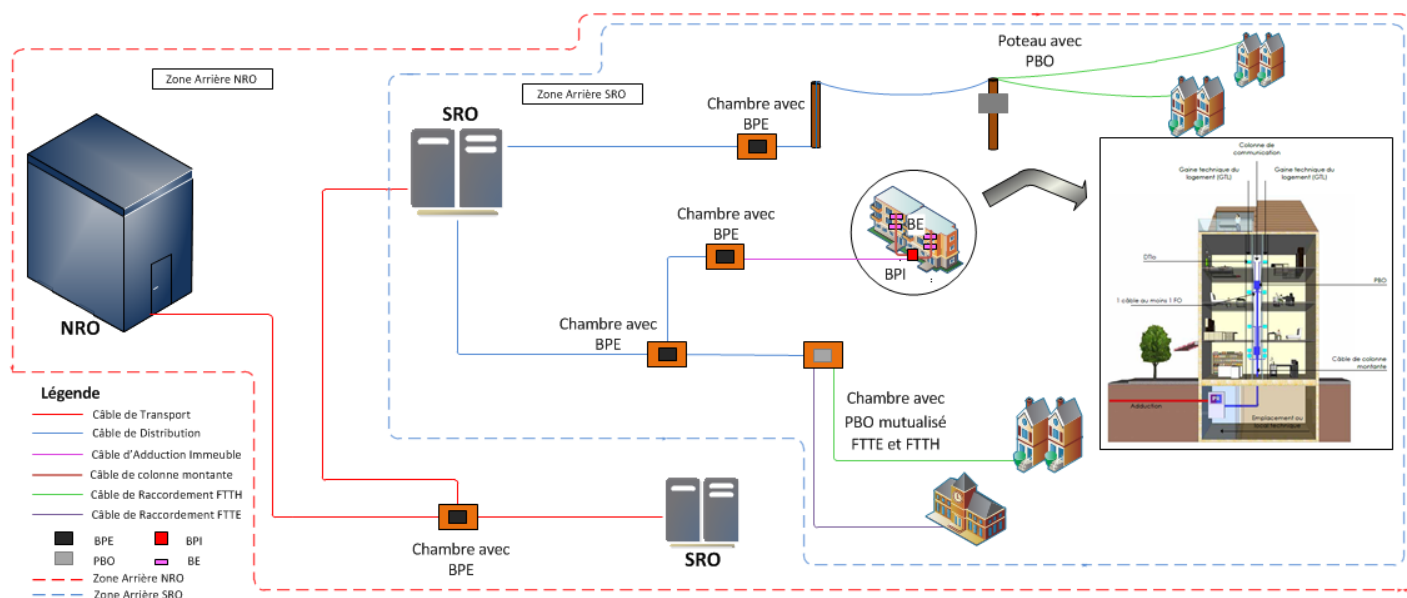 Zone Arrière NRO
Zone Arrière SRO
SRO
Chambre avec
BPE
Poteau avec
PBO
NRO
Chambre avec
BPE
BE
BPI
:
Chambre avec
BPE
Chambre avec
PBO mutualisé
FTTE et FTTH
Chambre avec
BPE
SRO
Colonne de
communication
Gaine technique du
logement (GTL)
Gaine technique du
logement (GTL)
DTIo
PBO
1 câble au moins 1 FO
Câble de colonne
montante
Adduction
PR
Emplacement ou
local technique
Légende
Câble de Transport
Câble de Distribution
Câble d'Adduction Immeuble
Câble de colonne montante
Câble de Raccordement FTTH
Câble de Raccordement FTTE
BPE
BPI
PBO
BE
Zone Arrière NRO
Zone Arrière SRO